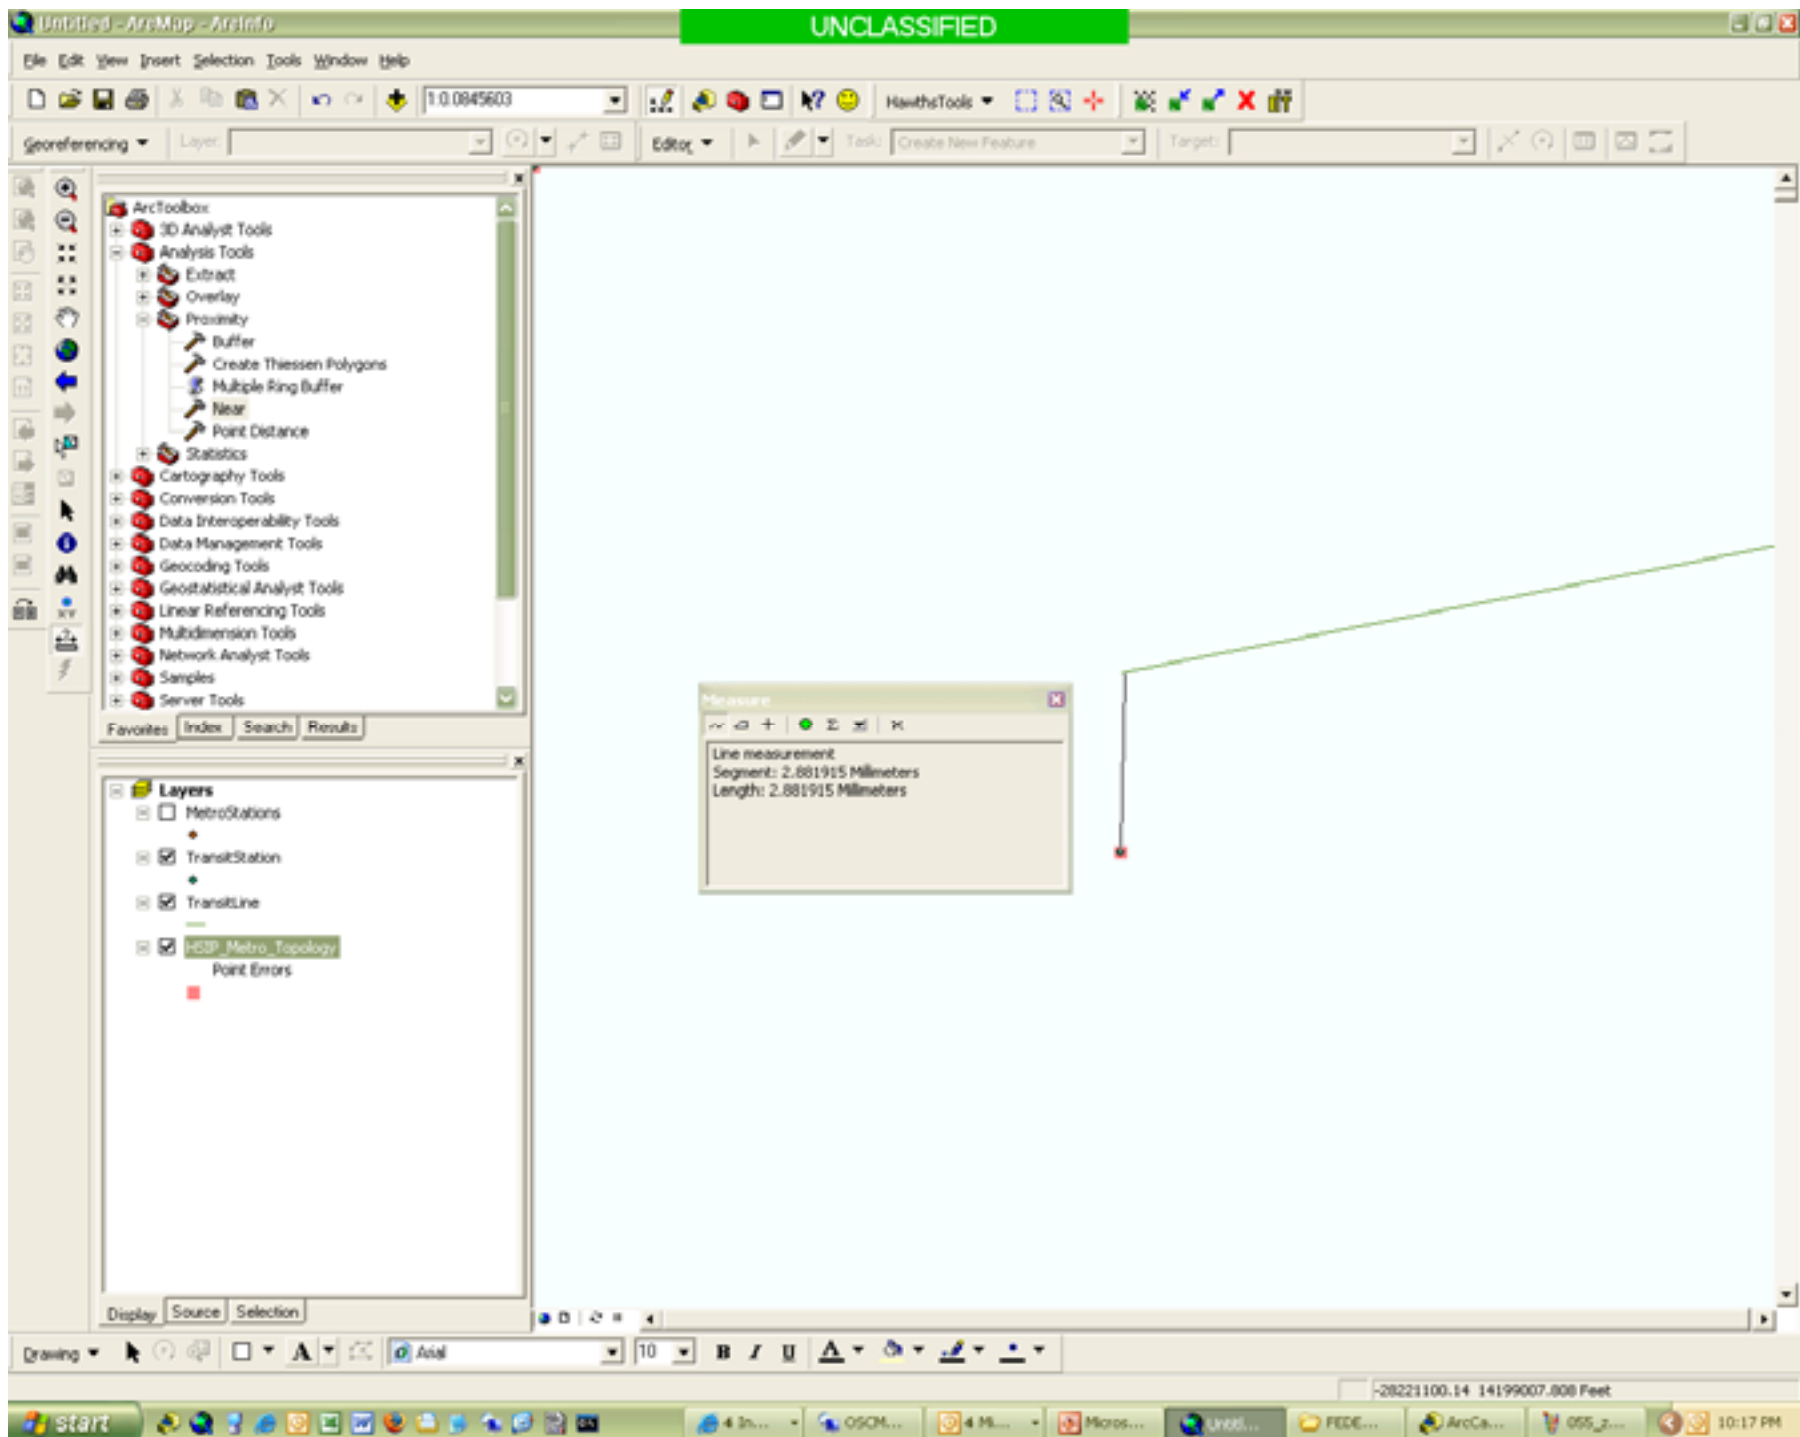 Untitled - ArcMap - ArcInfo
UNCLASSIFIED
File Edit View Insert Selection Tools Window Help
1:0.0845603
HawthsTools
Georeferencing
Layer:
Editor
Task:
Create New Feature
Target:
ArcToolbox
3D Analyst Tools
Analysis Tools
Extract
Overlay
Proximity
Buffer
Create Thiessen Polygons
Multiple Ring Buffer
Near
Point Distance
Statistics
Cartography Tools
Conversion Tools
Data Interoperability Tools
Data Management Tools
Geocoding Tools
Geostatistical Analyst Tools
Linear Referencing Tools
Multidimension Tools
Network Analyst Tools
Samples
Server Tools
Favorites Index Search Results
Layers
MetroStations
TransitStation
TransitLine
HSIP_Metro_Topology
Point Errors
Measure
Line measurement
Segment: 2.881915 Millimeters
Length: 2.881915 Millimeters
Display Source Selection
Drawing
Arial
10
B I U A
-28221100.14 14199007.808 Feet
start
4 In...
OSCM...
4 Mi...
Micros...
Untitl...
FEDE...
ArcCa...
055_z...
10:17 PM